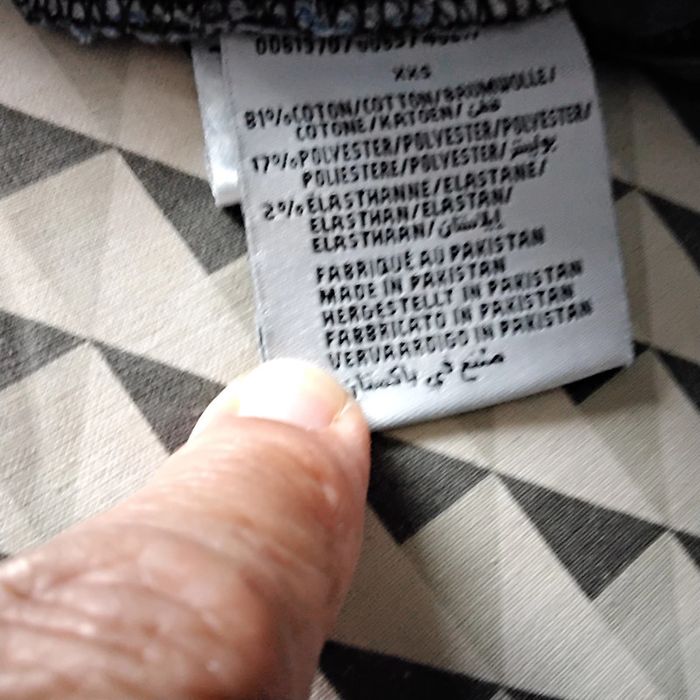 XXS
81% COTON/COTTON/BAUMWOLLE/
COTONE/KATOEN/قطن
17% POLYESTER/POLYESTER/POLYESTER/
POLIESTERE/POLYESTER/بوليستر
2% ÉLASTHANNE/ELASTANE/
ELASTHAN/ELASTAN/
ELASTHAAN/إيلاستان
FABRIQUÉ AU PAKISTAN
MADE IN PAKISTAN
HERGESTELLT IN PAKISTAN
FABBRICATO IN PAKISTAN
VERVAARDIGD IN PAKISTAN
صنع في باكستان